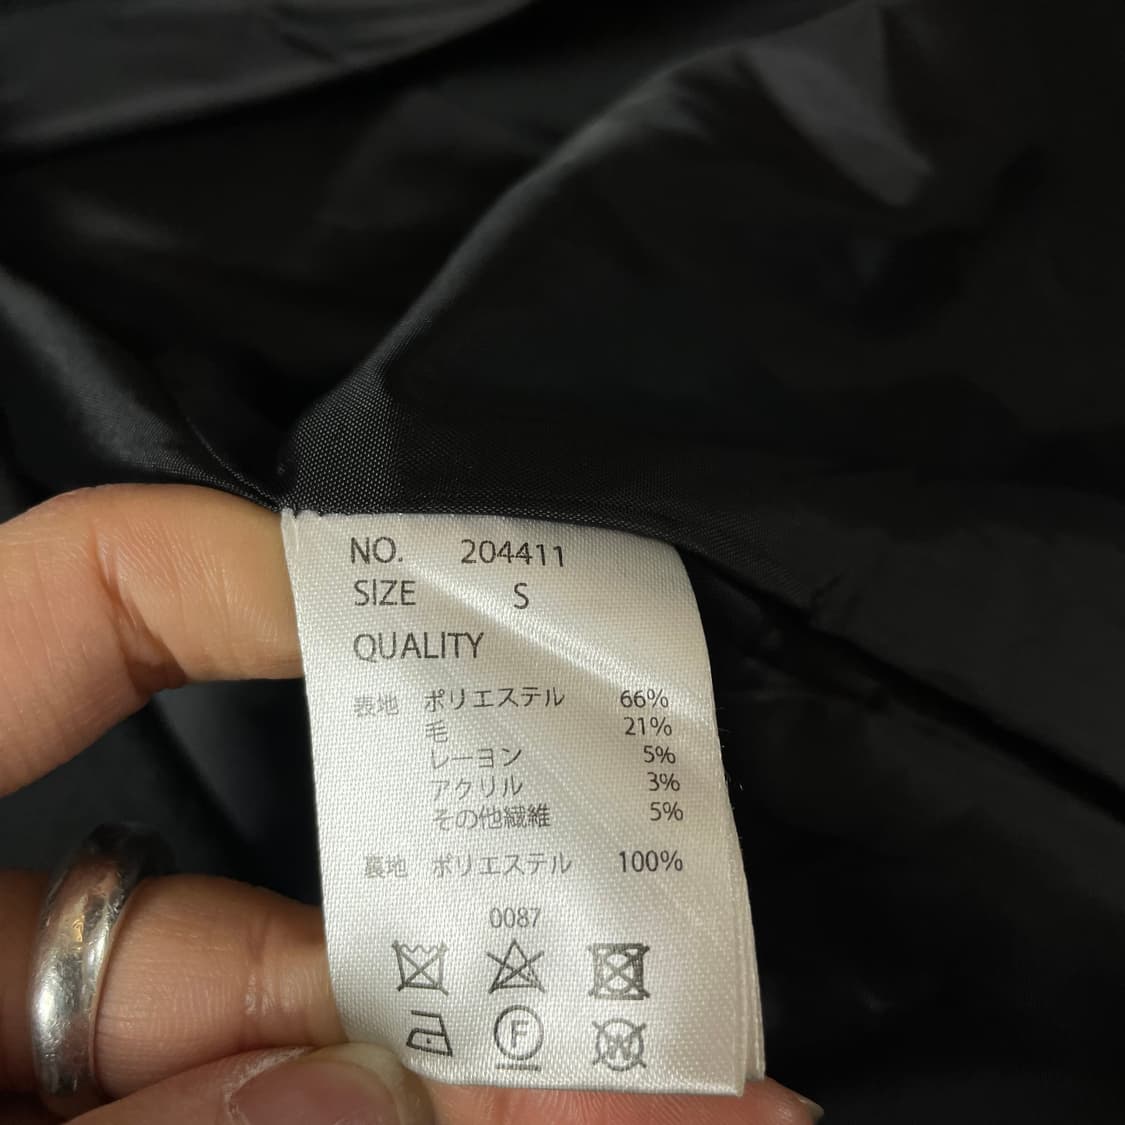 NO. 204411
SIZE S
QUALITY
表地 ポリエステル 66%
毛 21%
レーヨン 5%
アクリル 3%
その他繊維 5%
裏地 ポリエステル 100%
0087
F
W